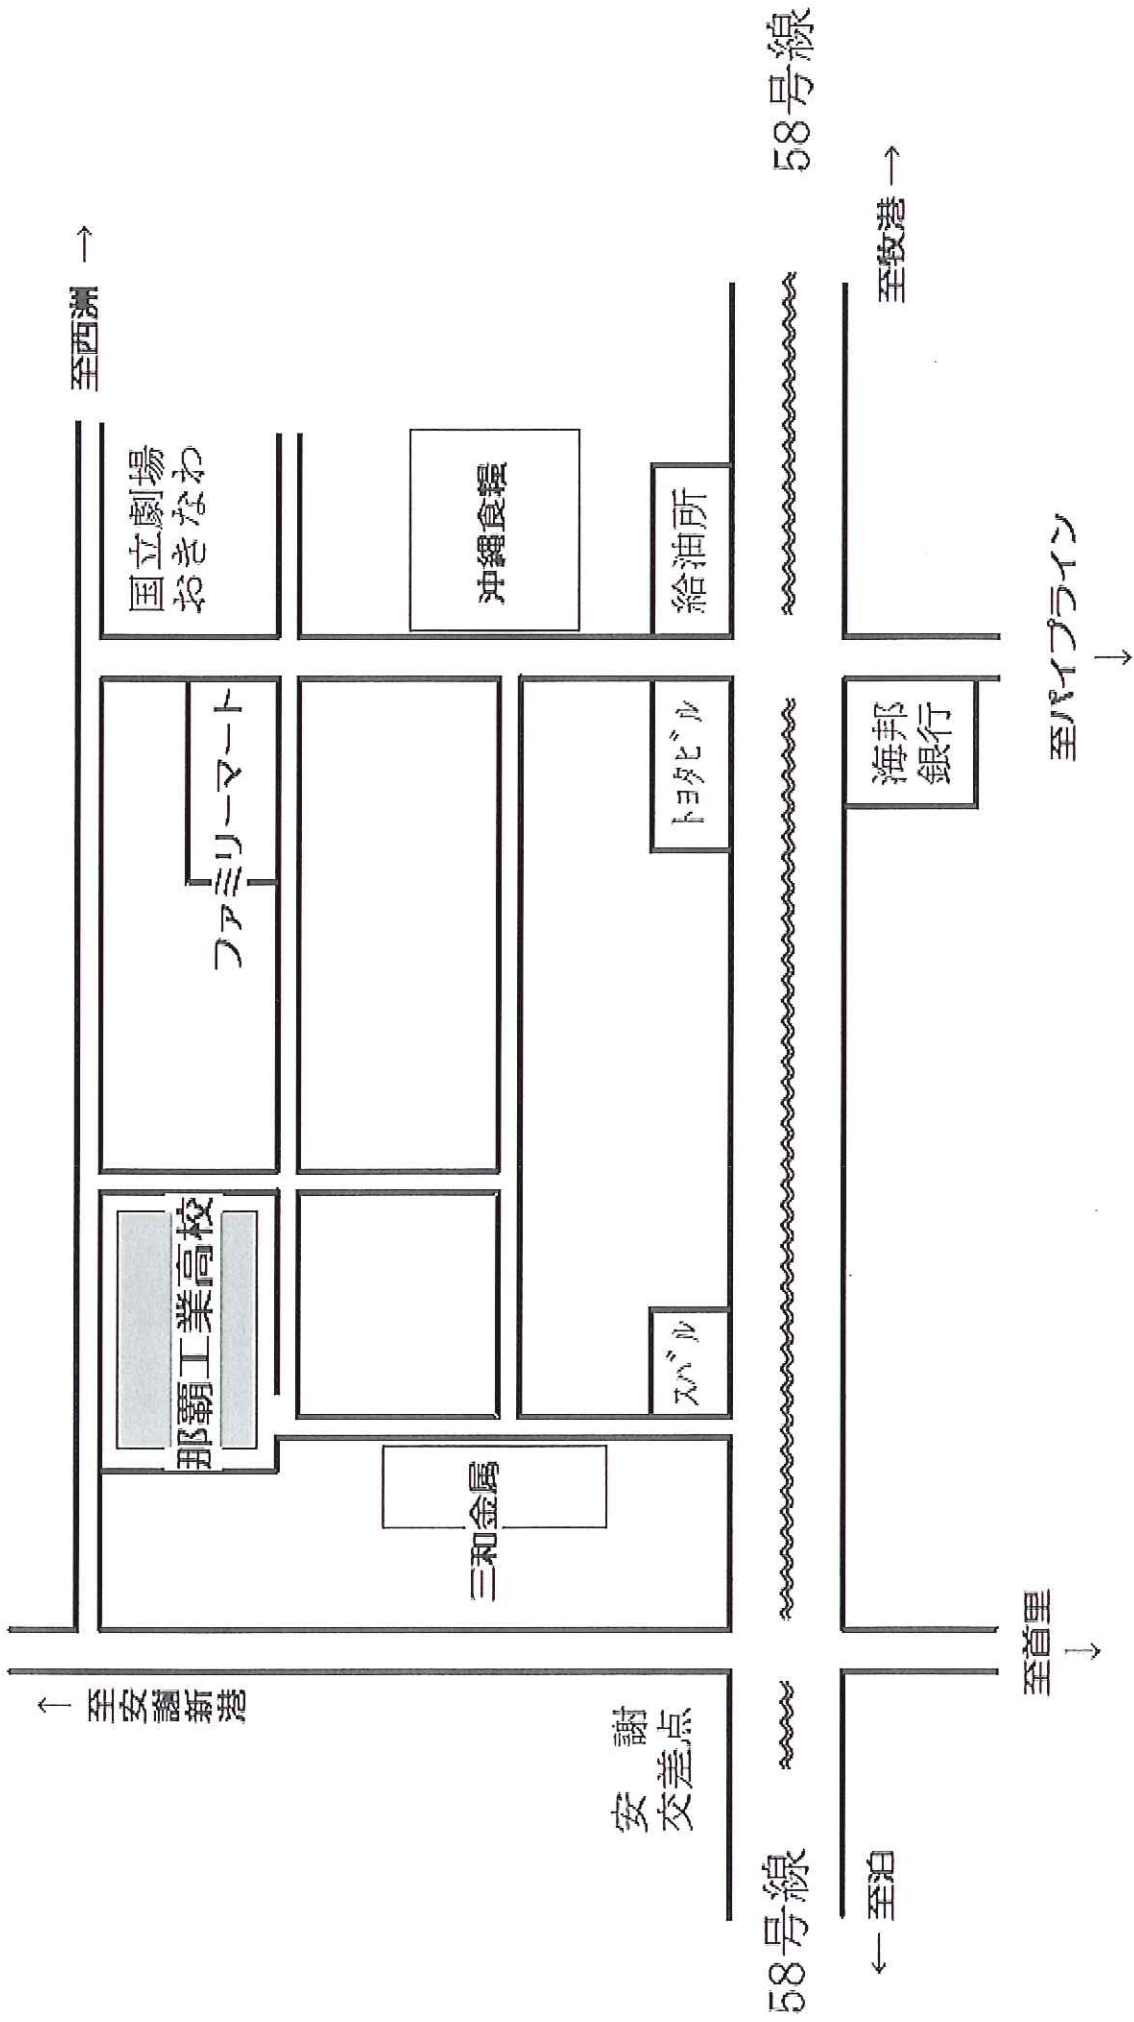 至西洲 →
↑
至安謝新港
国立劇場
おきなわ
ファミリーマート
那覇工業高校
沖縄食糧
三和金属
給油所
トヨタビル
スバル
安　謝
交差点
58号線
58号線
至牧港 →
← 至泊
海邦
銀行
至パイプライン
↓
至首里
↓